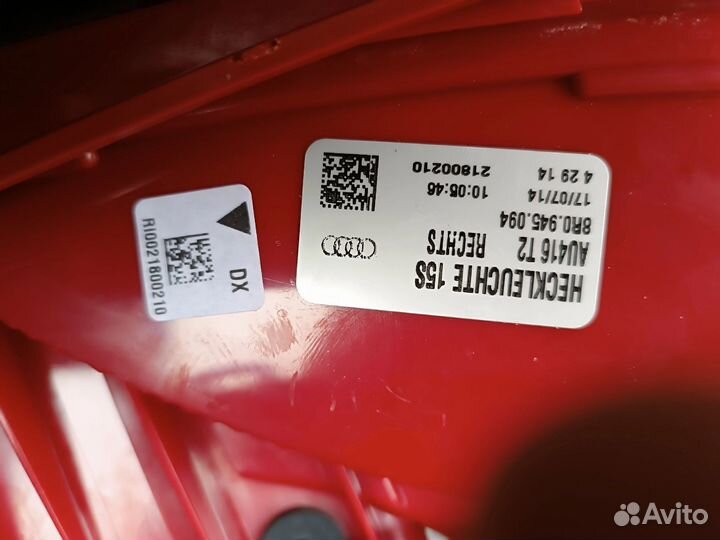 HECKLEUCHTE 15S
AU416 T2 RECHTS
8R0.945.094
17/07/14 4 29 14
10:05:46 21800210
DX
RI0021800210
Avito